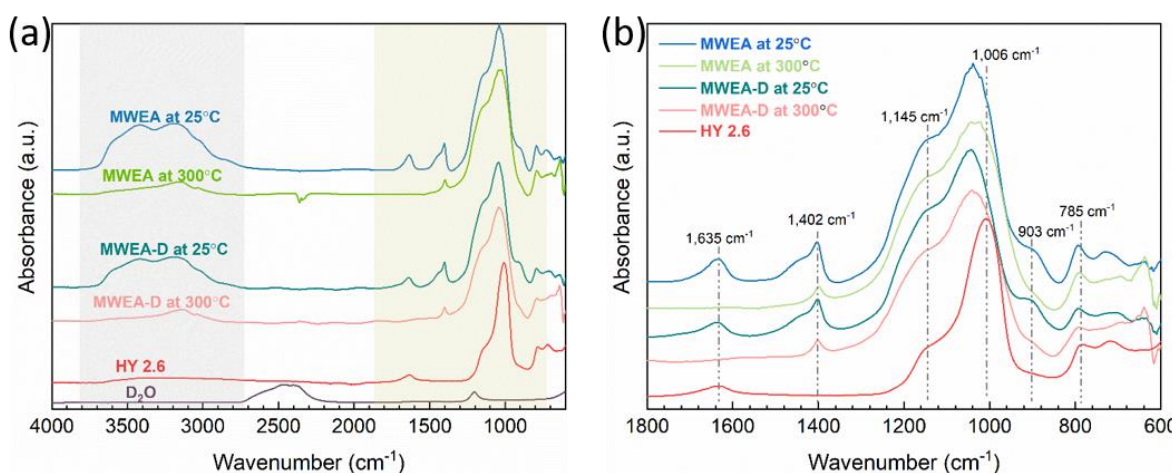 (a)
Absorbance (a.u.)
MWEA at 25°C
MWEA at 300°C
MWEA-D at 25°C
MWEA-D at 300°C
HY 2.6
D₂O
4000 3500 3000 2500 2000 1500 1000
Wavenumber (cm⁻¹)
(b)
Absorbance (a.u.)
MWEA at 25°C
MWEA at 300°C
MWEA-D at 25°C
MWEA-D at 300°C
HY 2.6
1,006 cm⁻¹
1,145 cm⁻¹
1,635 cm⁻¹
1,402 cm⁻¹
903 cm⁻¹
785 cm⁻¹
1800 1600 1400 1200 1000 800 600
Wavenumber (cm⁻¹)